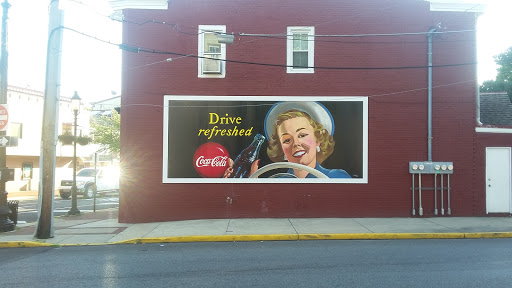 Drive
refreshed
Coca-Cola